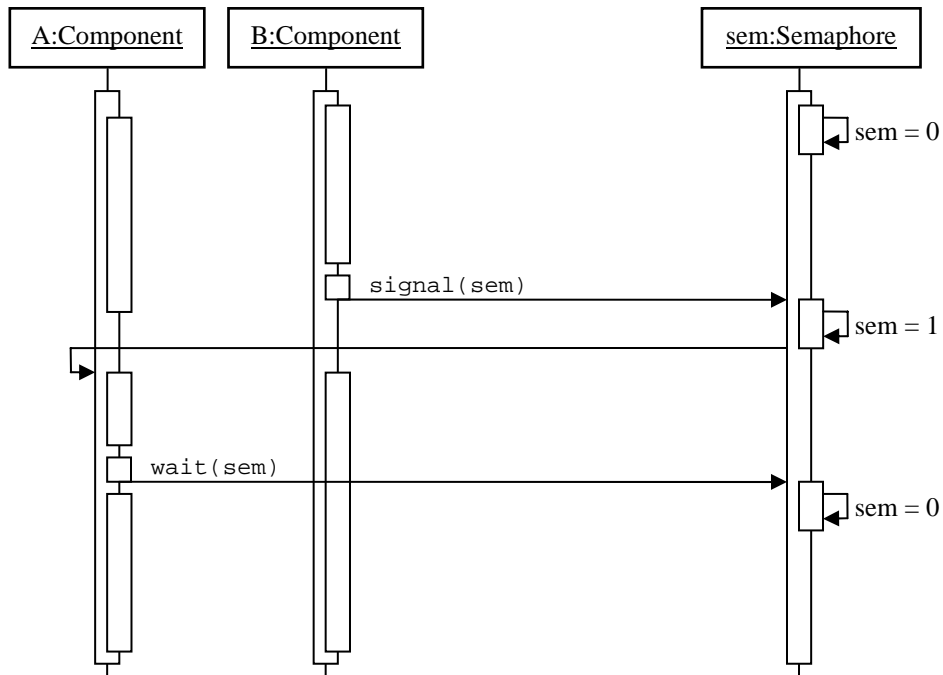 A:Component
B:Component
sem:Semaphore
sem = 0
signal(sem)
sem = 1
wait(sem)
sem = 0